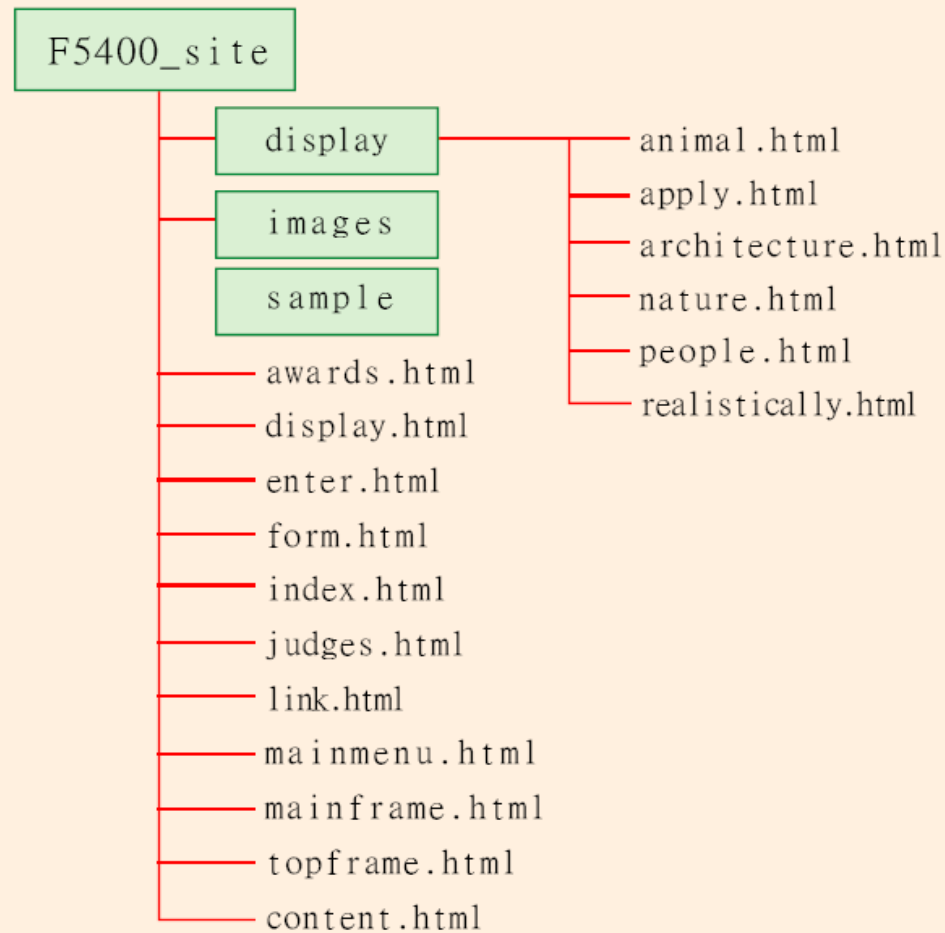 F5400_site
display
images
sample
animal.html
apply.html
architecture.html
nature.html
people.html
realistically.html
awards.html
display.html
enter.html
form.html
index.html
judges.html
link.html
mainmenu.html
mainframe.html
topframe.html
content.html